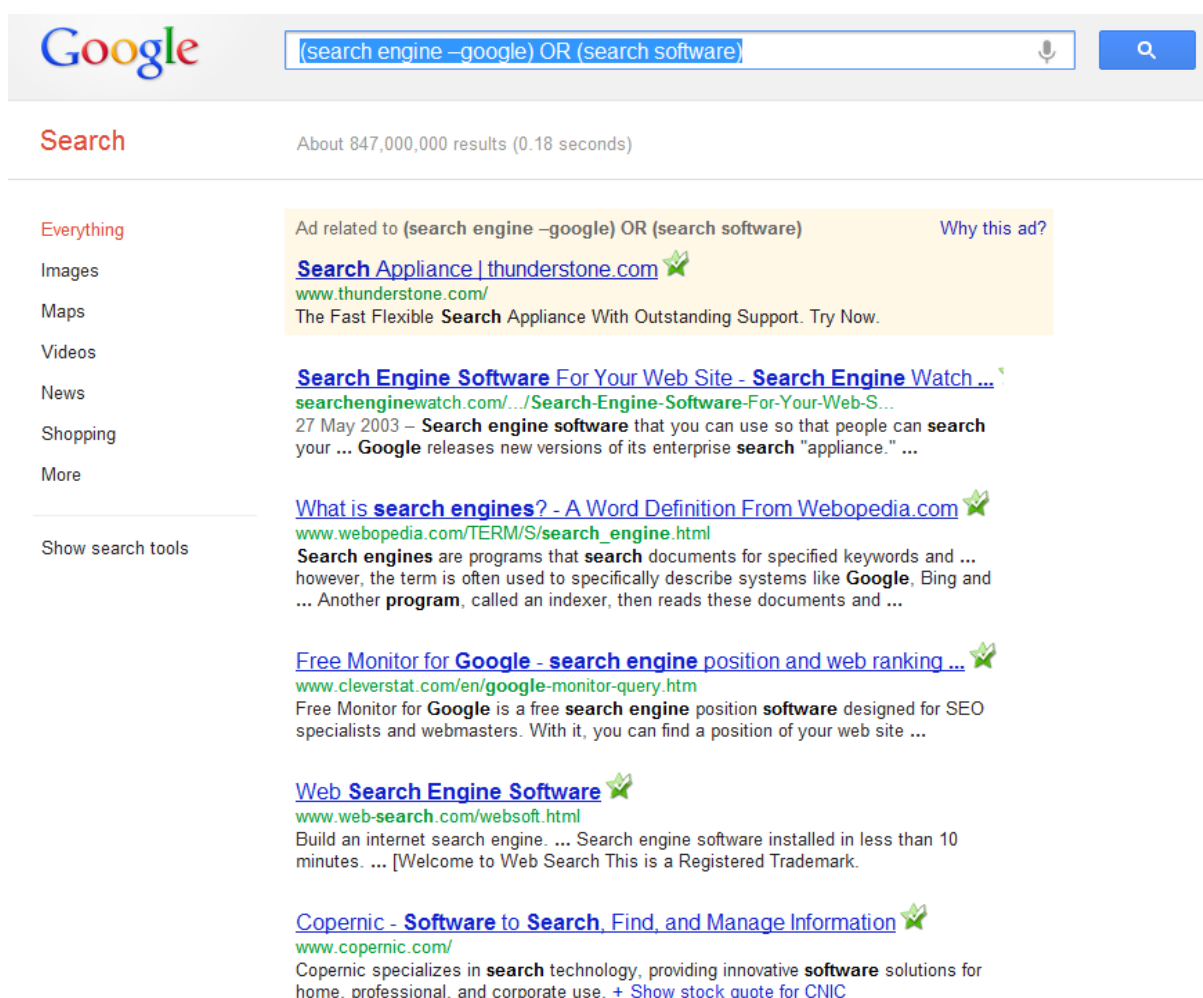 Google
(search engine –google) OR (search software)
Search
About 847,000,000 results (0.18 seconds)
Everything
Images
Maps
Videos
News
Shopping
More
Show search tools
Ad related to (search engine –google) OR (search software)
Why this ad?
Search Appliance | thunderstone.com
www.thunderstone.com/
The Fast Flexible Search Appliance With Outstanding Support. Try Now.
Search Engine Software For Your Web Site - Search Engine Watch ...
searchenginewatch.com/.../Search-Engine-Software-For-Your-Web-S...
27 May 2003 – Search engine software that you can use so that people can search
your ... Google releases new versions of its enterprise search "appliance." ...
What is search engines? - A Word Definition From Webopedia.com
www.webopedia.com/TERM/S/search_engine.html
Search engines are programs that search documents for specified keywords and ...
however, the term is often used to specifically describe systems like Google, Bing and
... Another program, called an indexer, then reads these documents and ...
Free Monitor for Google - search engine position and web ranking ...
www.cleverstat.com/en/google-monitor-query.htm
Free Monitor for Google is a free search engine position software designed for SEO
specialists and webmasters. With it, you can find a position of your web site ...
Web Search Engine Software
www.web-search.com/websoft.html
Build an internet search engine. ... Search engine software installed in less than 10
minutes. ... [Welcome to Web Search This is a Registered Trademark.
Copernic - Software to Search, Find, and Manage Information
www.copernic.com/
Copernic specializes in search technology, providing innovative software solutions for
home, professional, and corporate use. + Show stock quote for CNIC